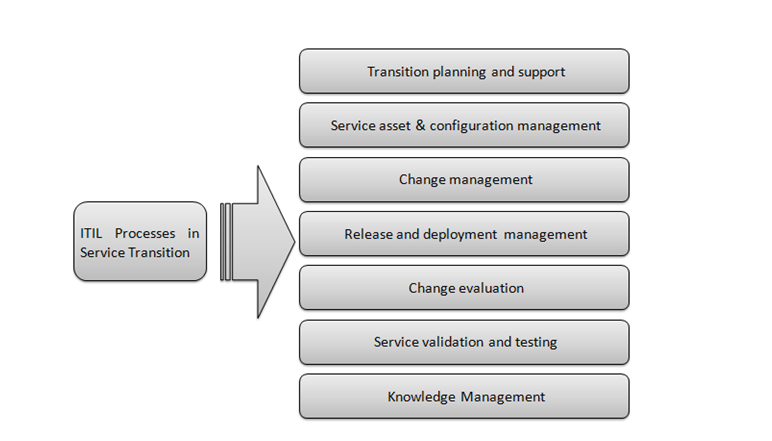 Transition planning and support
Service asset & configuration management
Change management
ITIL Processes in
Service Transition
Release and deployment management
Change evaluation
Service validation and testing
Knowledge Management